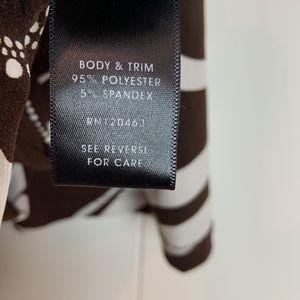 BODY & TRIM
95% POLYESTER
5% SPANDEX
RN120461
SEE REVERSE
FOR CARE